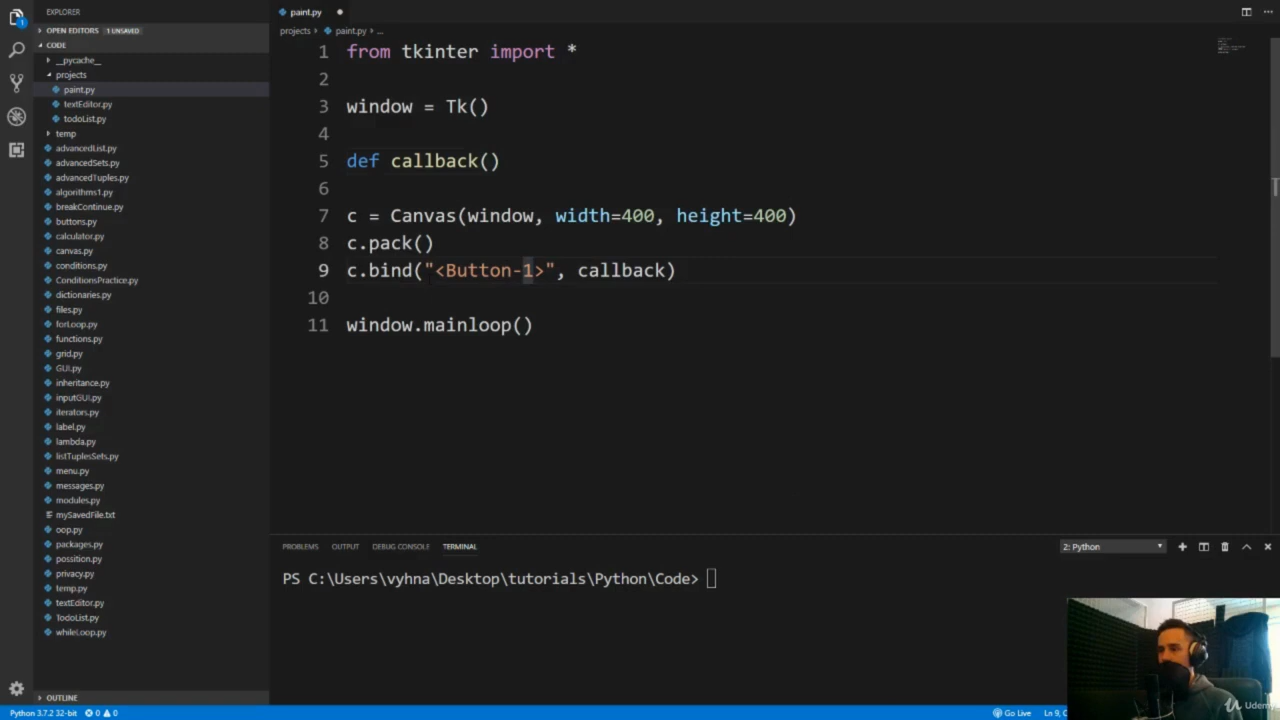 EXPLORER
OPEN EDITORS 1 UNSAVED
CODE
__pycache__
projects
paint.py
textEditor.py
todoList.py
temp
advancedList.py
advancedSets.py
advancedTuples.py
algorithms1.py
breakContinue.py
buttons.py
calculator.py
canvas.py
conditions.py
ConditionsPractice.py
dictionaries.py
files.py
forLoop.py
functions.py
grid.py
GUI.py
inheritance.py
inputGUI.py
iterators.py
label.py
lambda.py
listTuplesSets.py
menu.py
messages.py
modules.py
mySavedFile.txt
oop.py
packages.py
possition.py
privacy.py
temp.py
textEditor.py
TodoList.py
whileLoop.py
OUTLINE
paint.py
projects > paint.py > ...
1 from tkinter import *
2
3 window = Tk()
4
5 def callback()
6
7 c = Canvas(window, width=400, height=400)
8 c.pack()
9 c.bind("<Button-1>", callback)
10
11 window.mainloop()
PROBLEMS OUTPUT DEBUG CONSOLE TERMINAL 2: Python
PS C:\Users\vyhna\Desktop\tutorials\Python\Code>
Python 3.7.2 32-bit 0 0 Go Live Ln 9,
Udemy